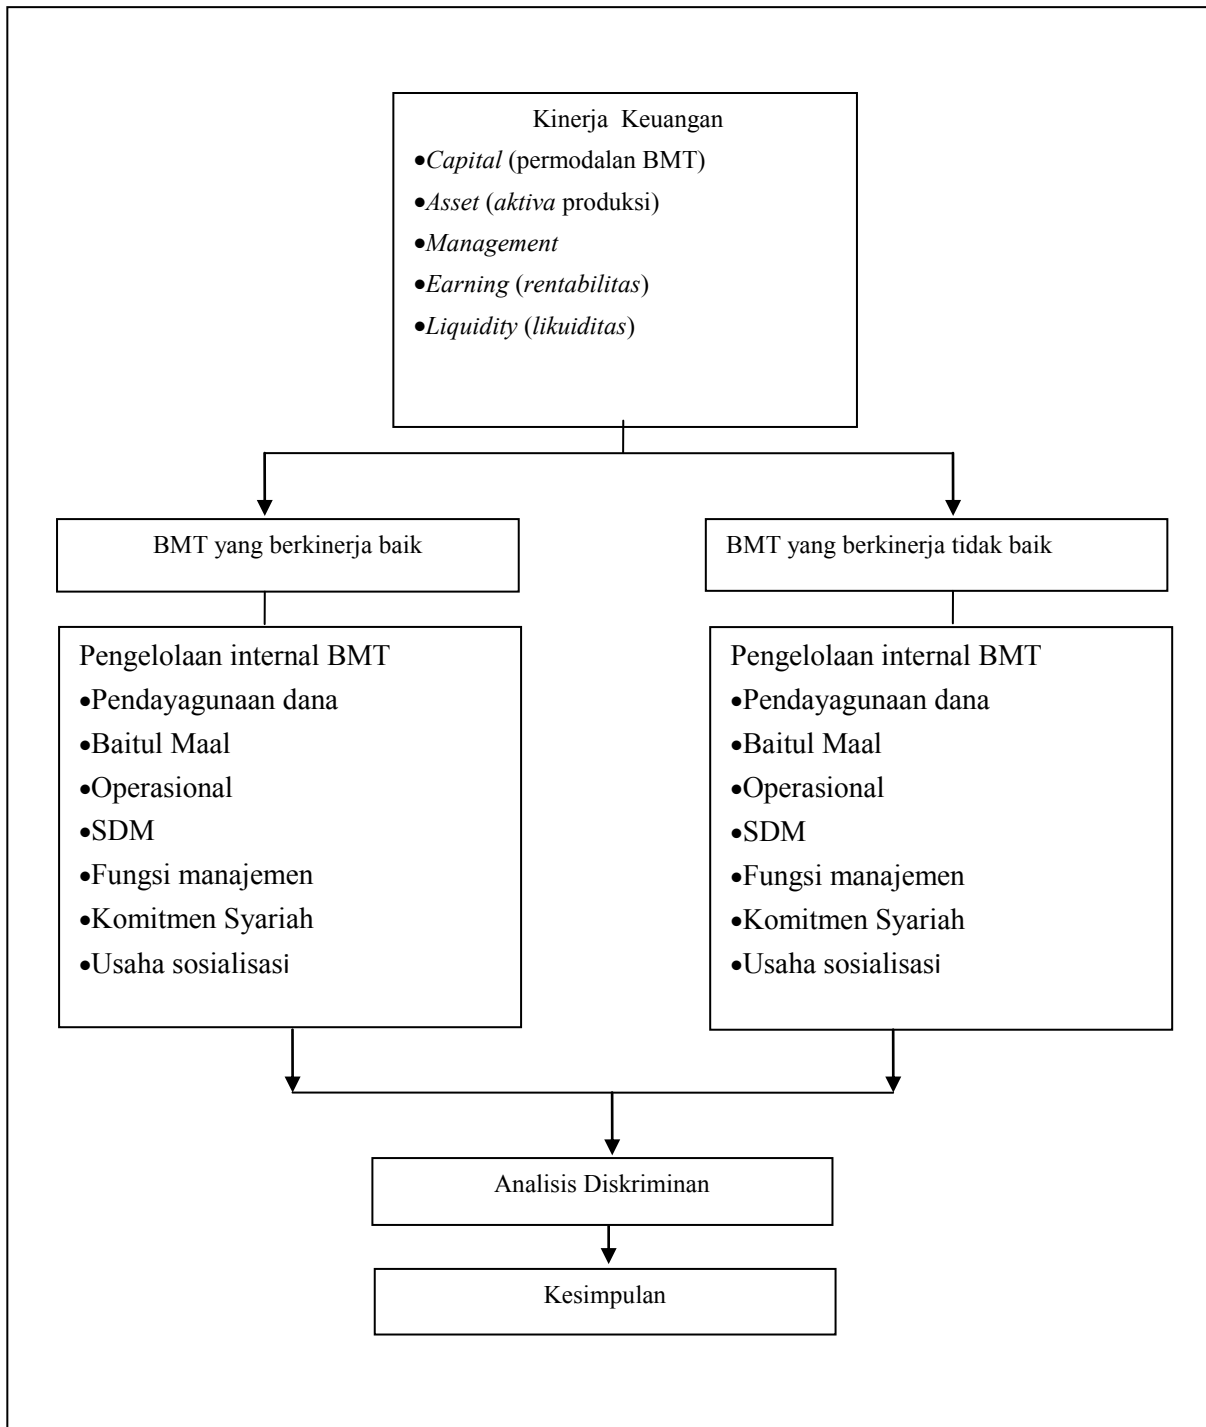 Kinerja Keuangan
•Capital (permodalan BMT)
•Asset (aktiva produksi)
•Management
•Earning (rentabilitas)
•Liquidity (likuiditas)
BMT yang berkinerja baik
BMT yang berkinerja tidak baik
Pengelolaan internal BMT
•Pendayagunaan dana
•Baitul Maal
•Operasional
•SDM
•Fungsi manajemen
•Komitmen Syariah
•Usaha sosialisasi
Pengelolaan internal BMT
•Pendayagunaan dana
•Baitul Maal
•Operasional
•SDM
•Fungsi manajemen
•Komitmen Syariah
•Usaha sosialisasi
Analisis Diskriminan
Kesimpulan